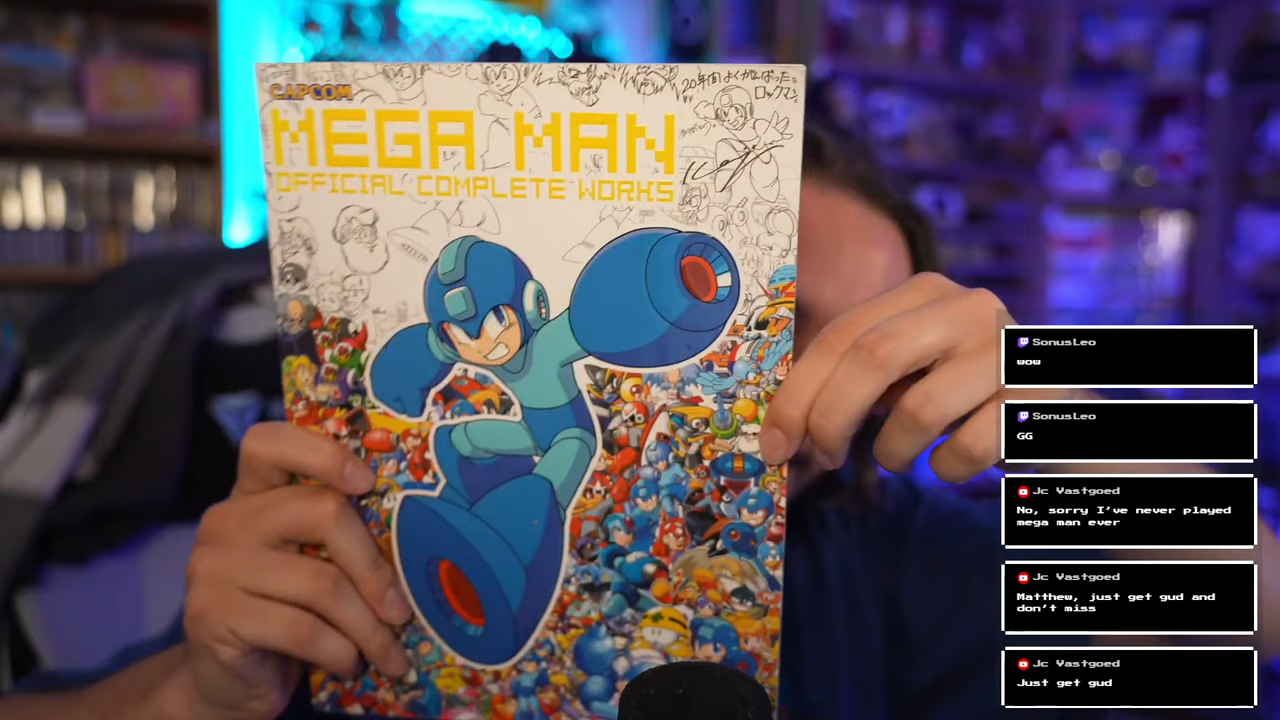 CAPCOM
20年間よくがんばったな
ロックマン。
MEGA MAN
OFFICIAL COMPLETE WORKS
SonusLeo
wow
SonusLeo
GG
Jc Vastgoed
No, sorry I've never played
mega man ever
Jc Vastgoed
Matthew, just get gud and
don't miss
Jc Vastgoed
Just get gud